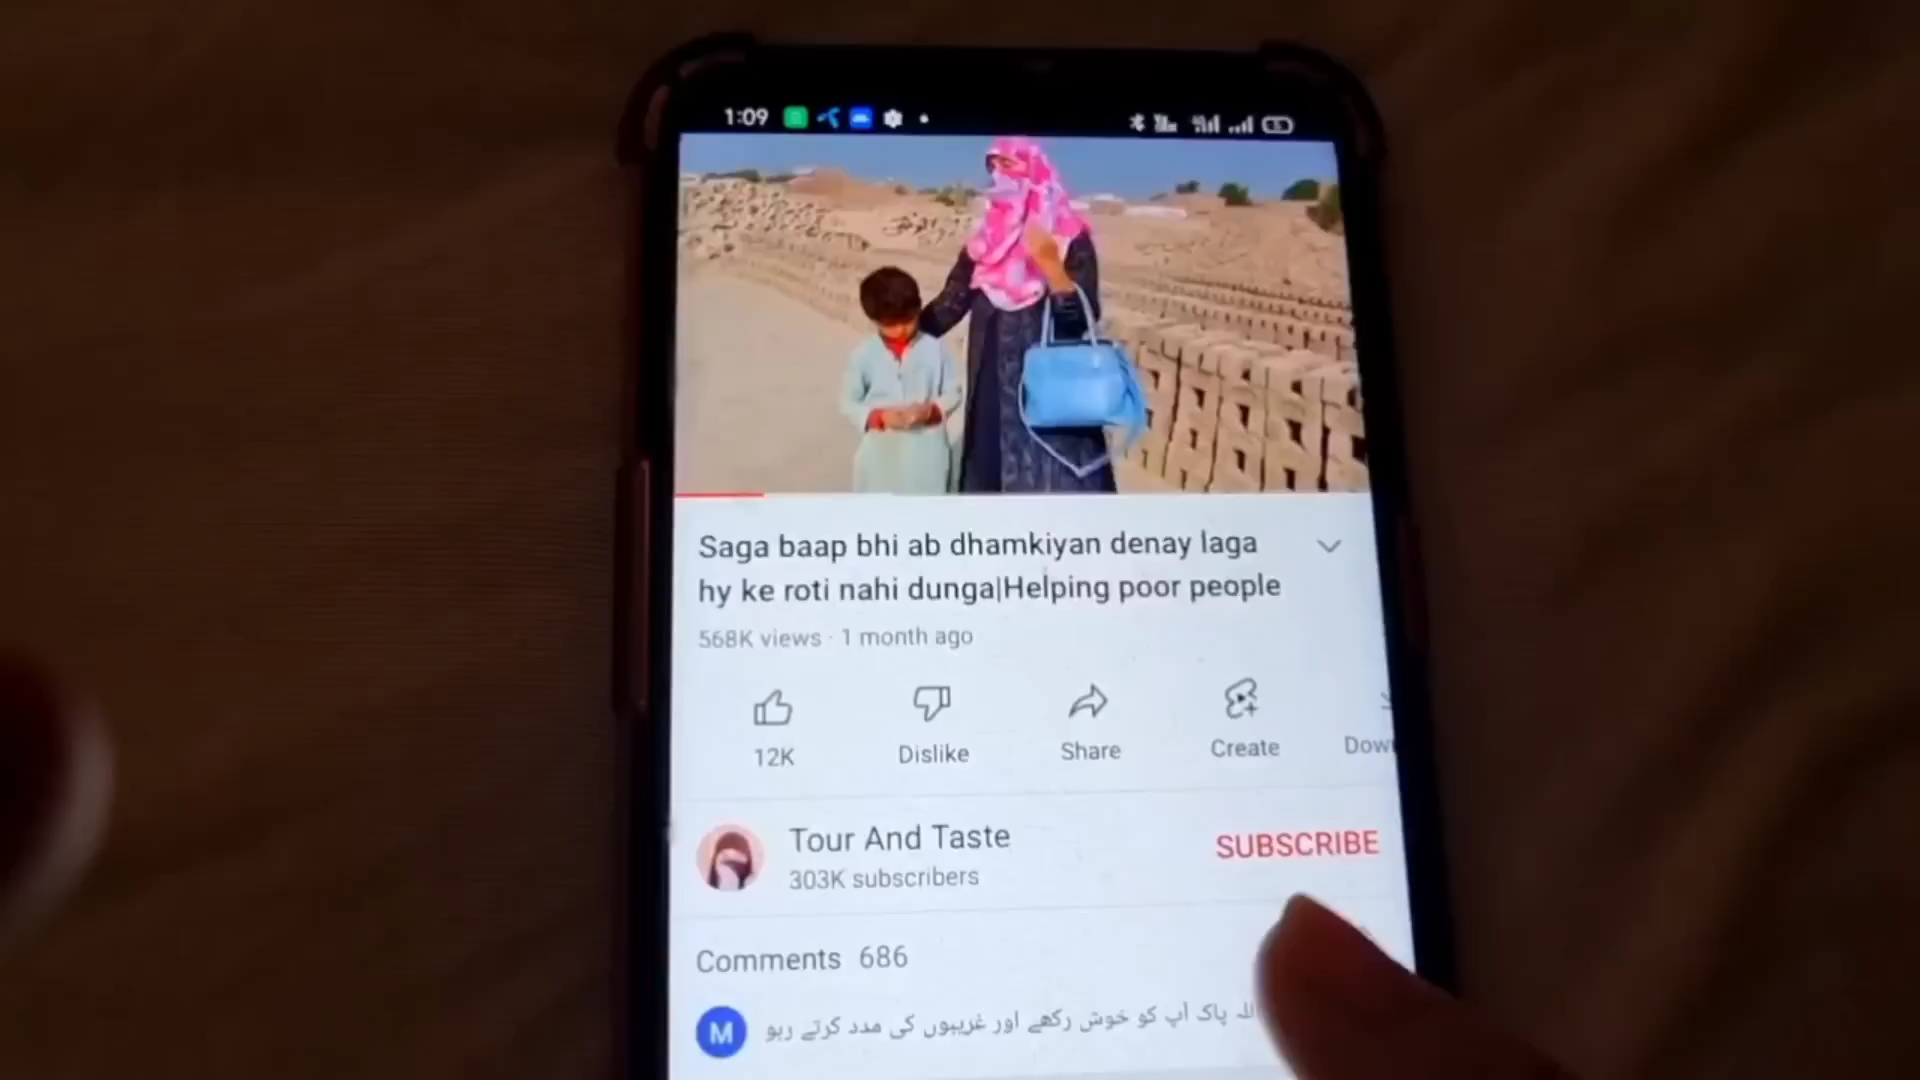 1:09
Saga baap bhi ab dhamkiyan denay laga
hy ke roti nahi dunga|Helping poor people
568K views · 1 month ago
12K
Dislike
Share
Create
Dow
Tour And Taste
303K subscribers
SUBSCRIBE
Comments 686
M
للہ پاک آپ کو خوش رکھے اور غریبوں کی مدد کرتے رہو